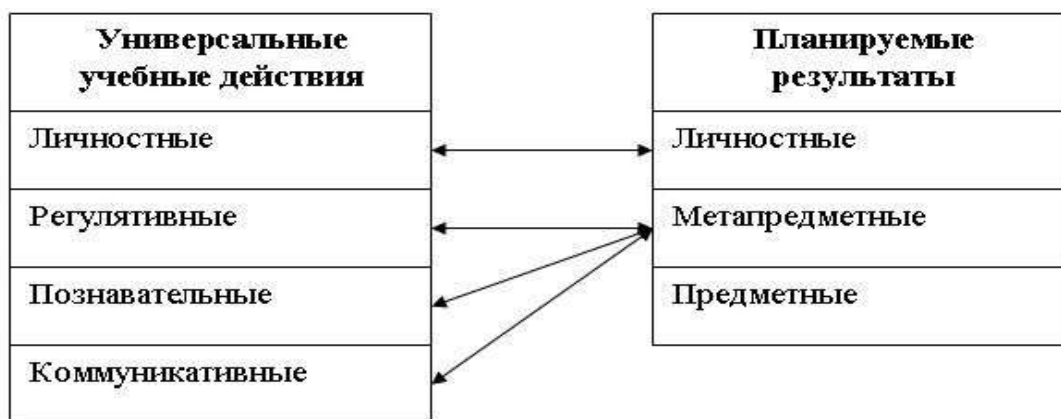 Универсальные
учебные действия
Личностные
Регулятивные
Познавательные
Коммуникативные
Планируемые
результаты
Личностные
Метапредметные
Предметные